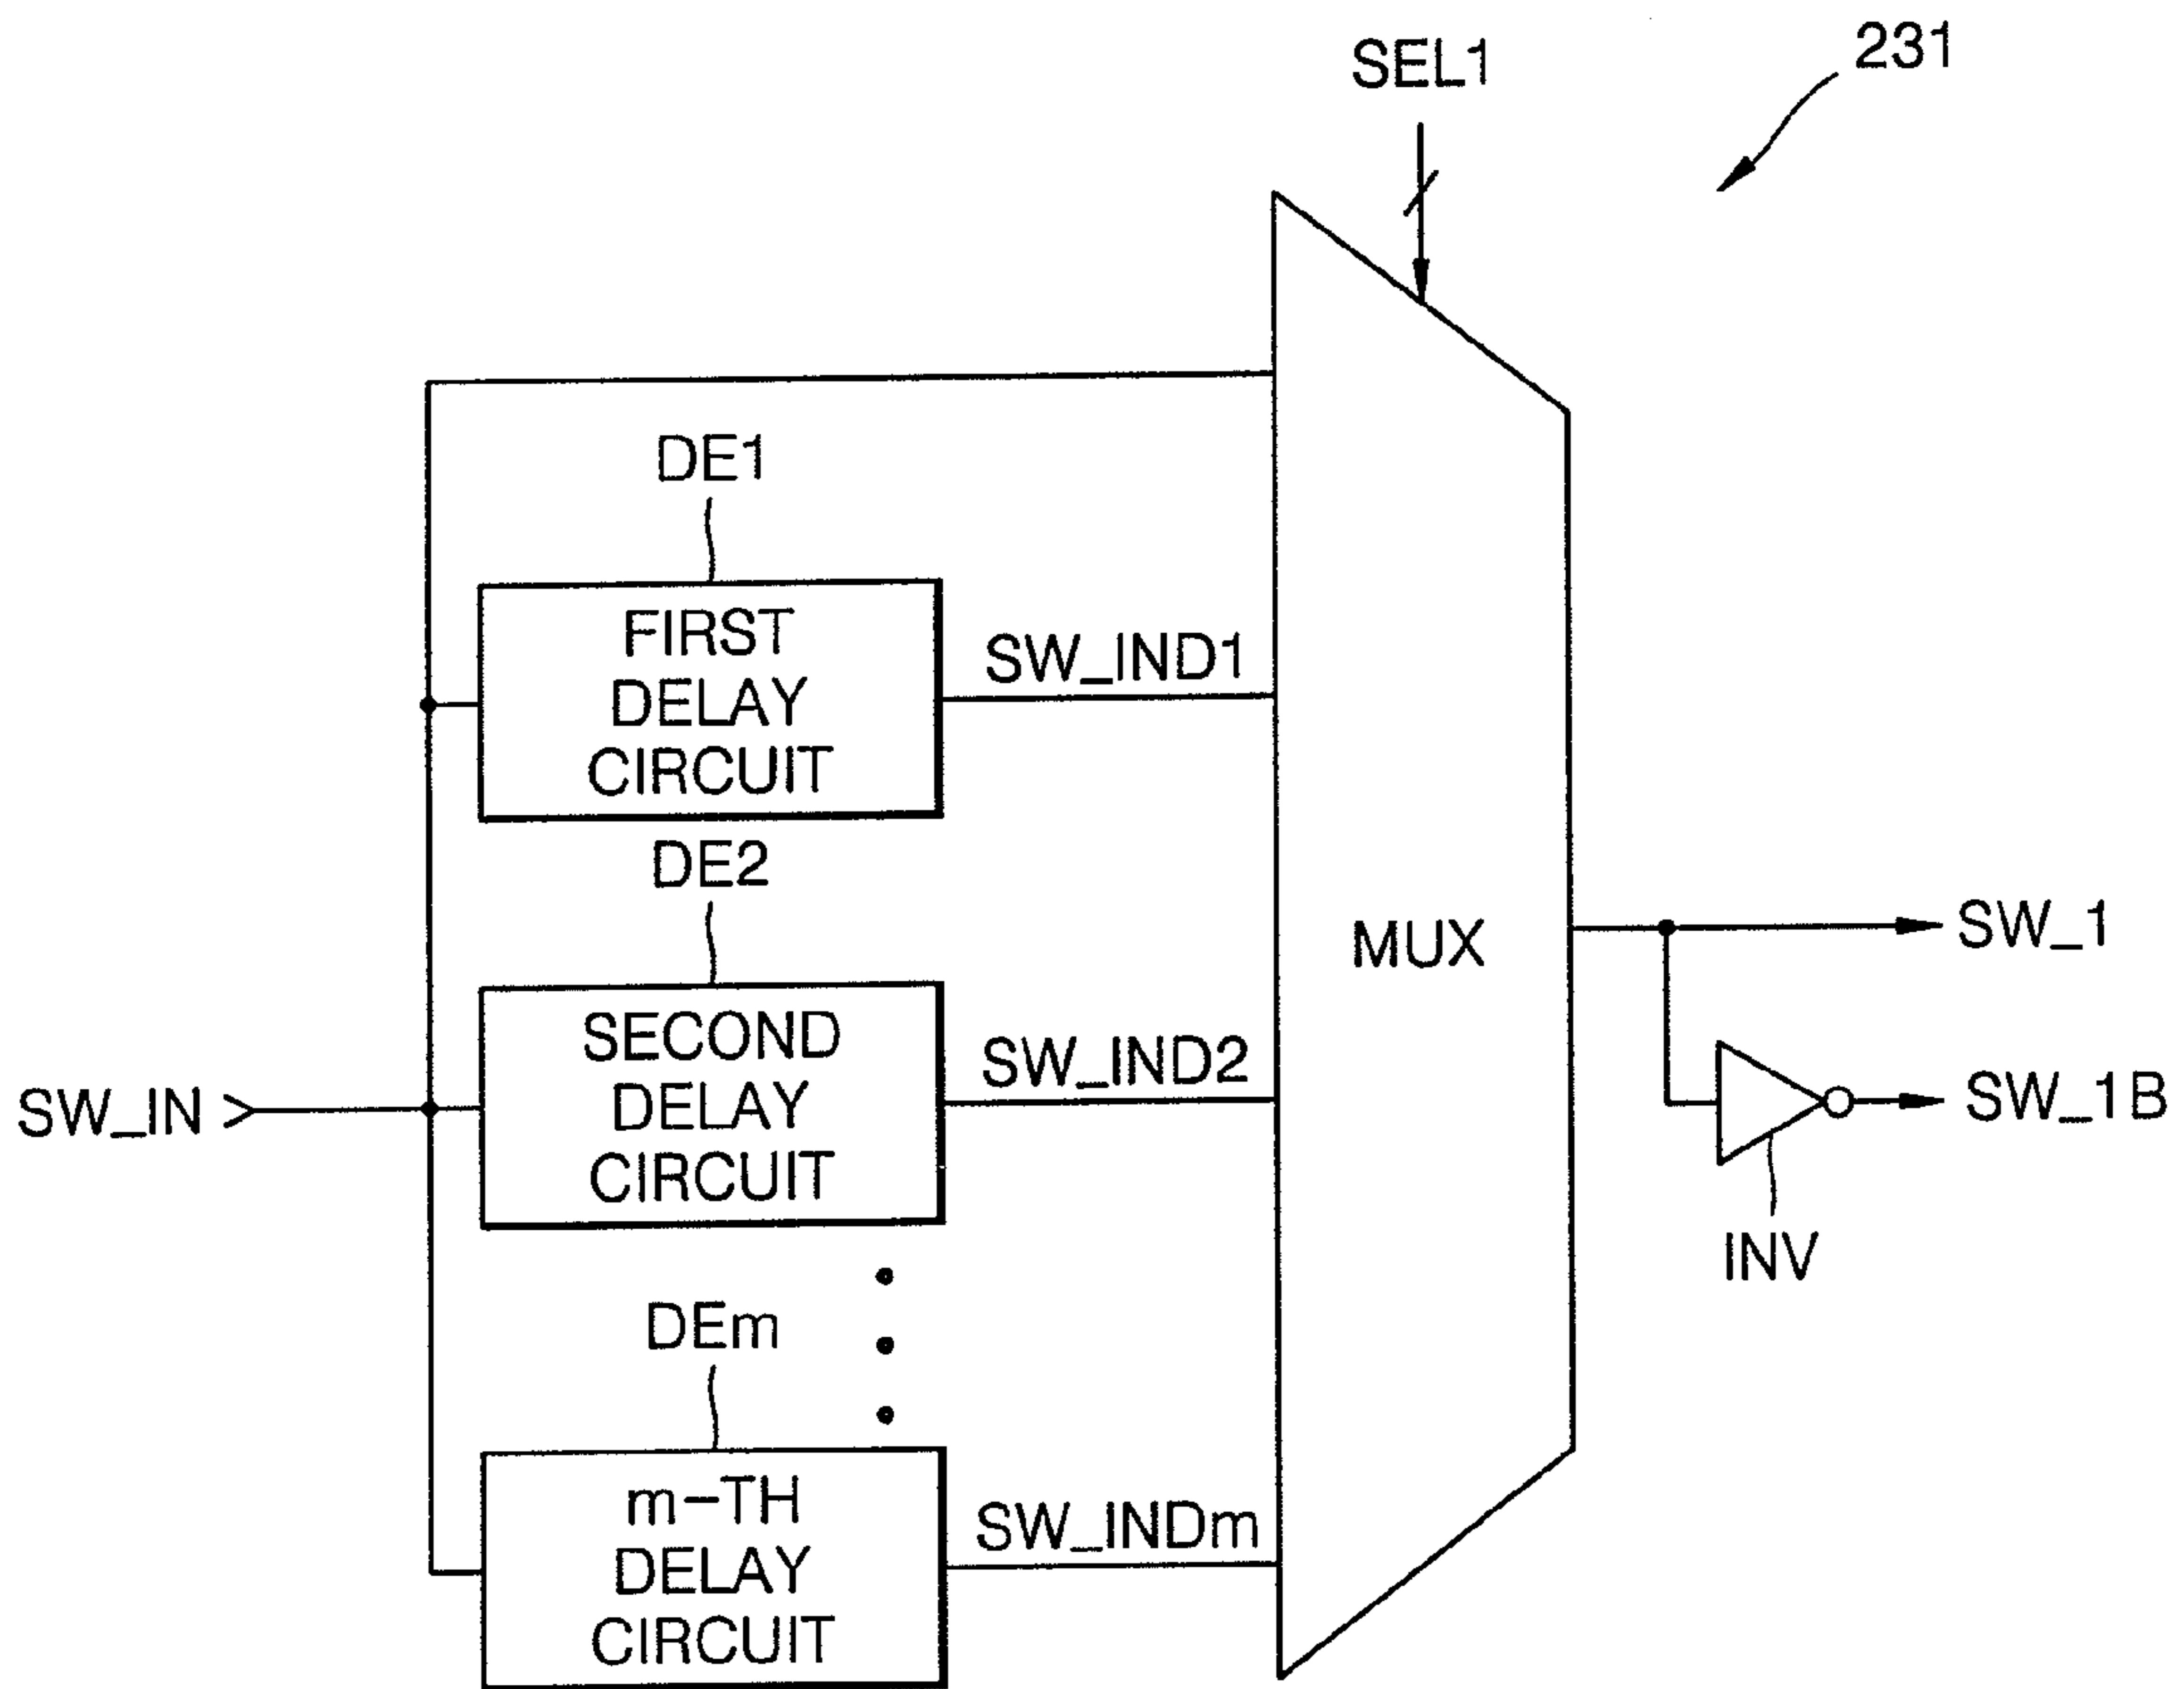 231
SEL1
DE1
FIRST
DELAY
CIRCUIT
SW_IND1
DE2
SECOND
DELAY
CIRCUIT
SW_IND2
MUX
SW_1
SW_IN
SW_1B
INV
DEm
m-TH
DELAY
CIRCUIT
SW_INDm